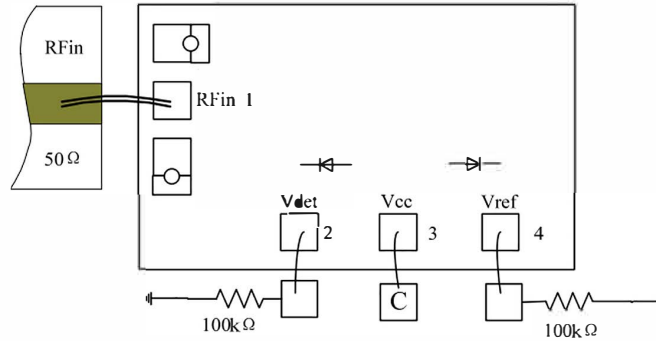 RFin
RFin 1
50Ω
Vdet
Vcc
Vref
2
3
4
C
100kΩ
100kΩ